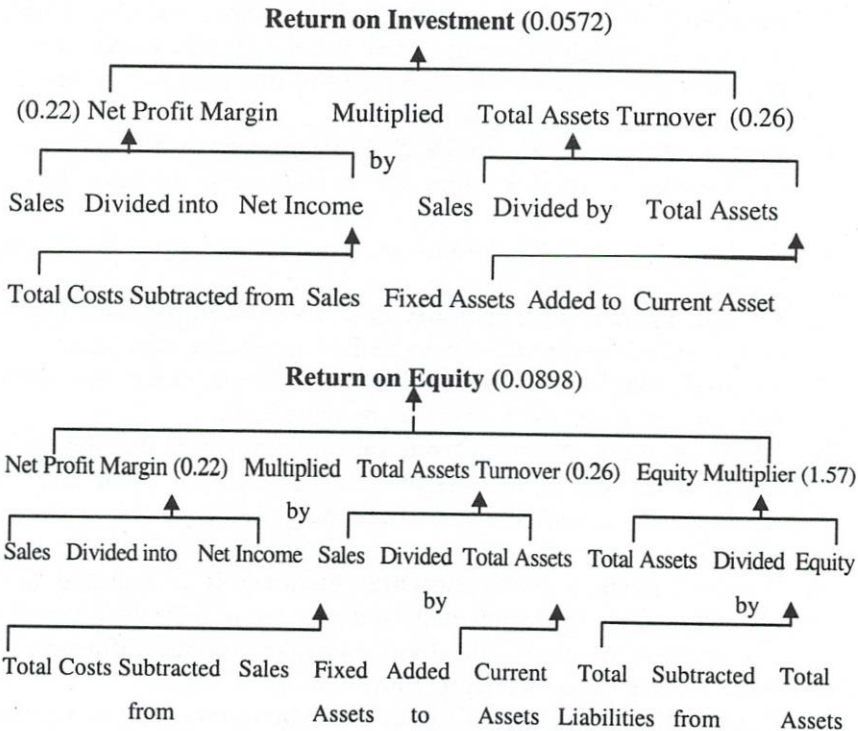 Return on Investment (0.0572)
(0.22) Net Profit Margin Multiplied Total Assets Turnover (0.26)
by
Sales Divided into Net Income Sales Divided by Total Assets
Total Costs Subtracted from Sales Fixed Assets Added to Current Asset
Return on Equity (0.0898)
Net Profit Margin (0.22) Multiplied Total Assets Turnover (0.26) Equity Multiplier (1.57)
by
Sales Divided into Net Income Sales Divided Total Assets Total Assets Divided Equity
by by
Total Costs Subtracted Sales Fixed Added Current Total Subtracted Total
from Assets to Assets Liabilities from Assets